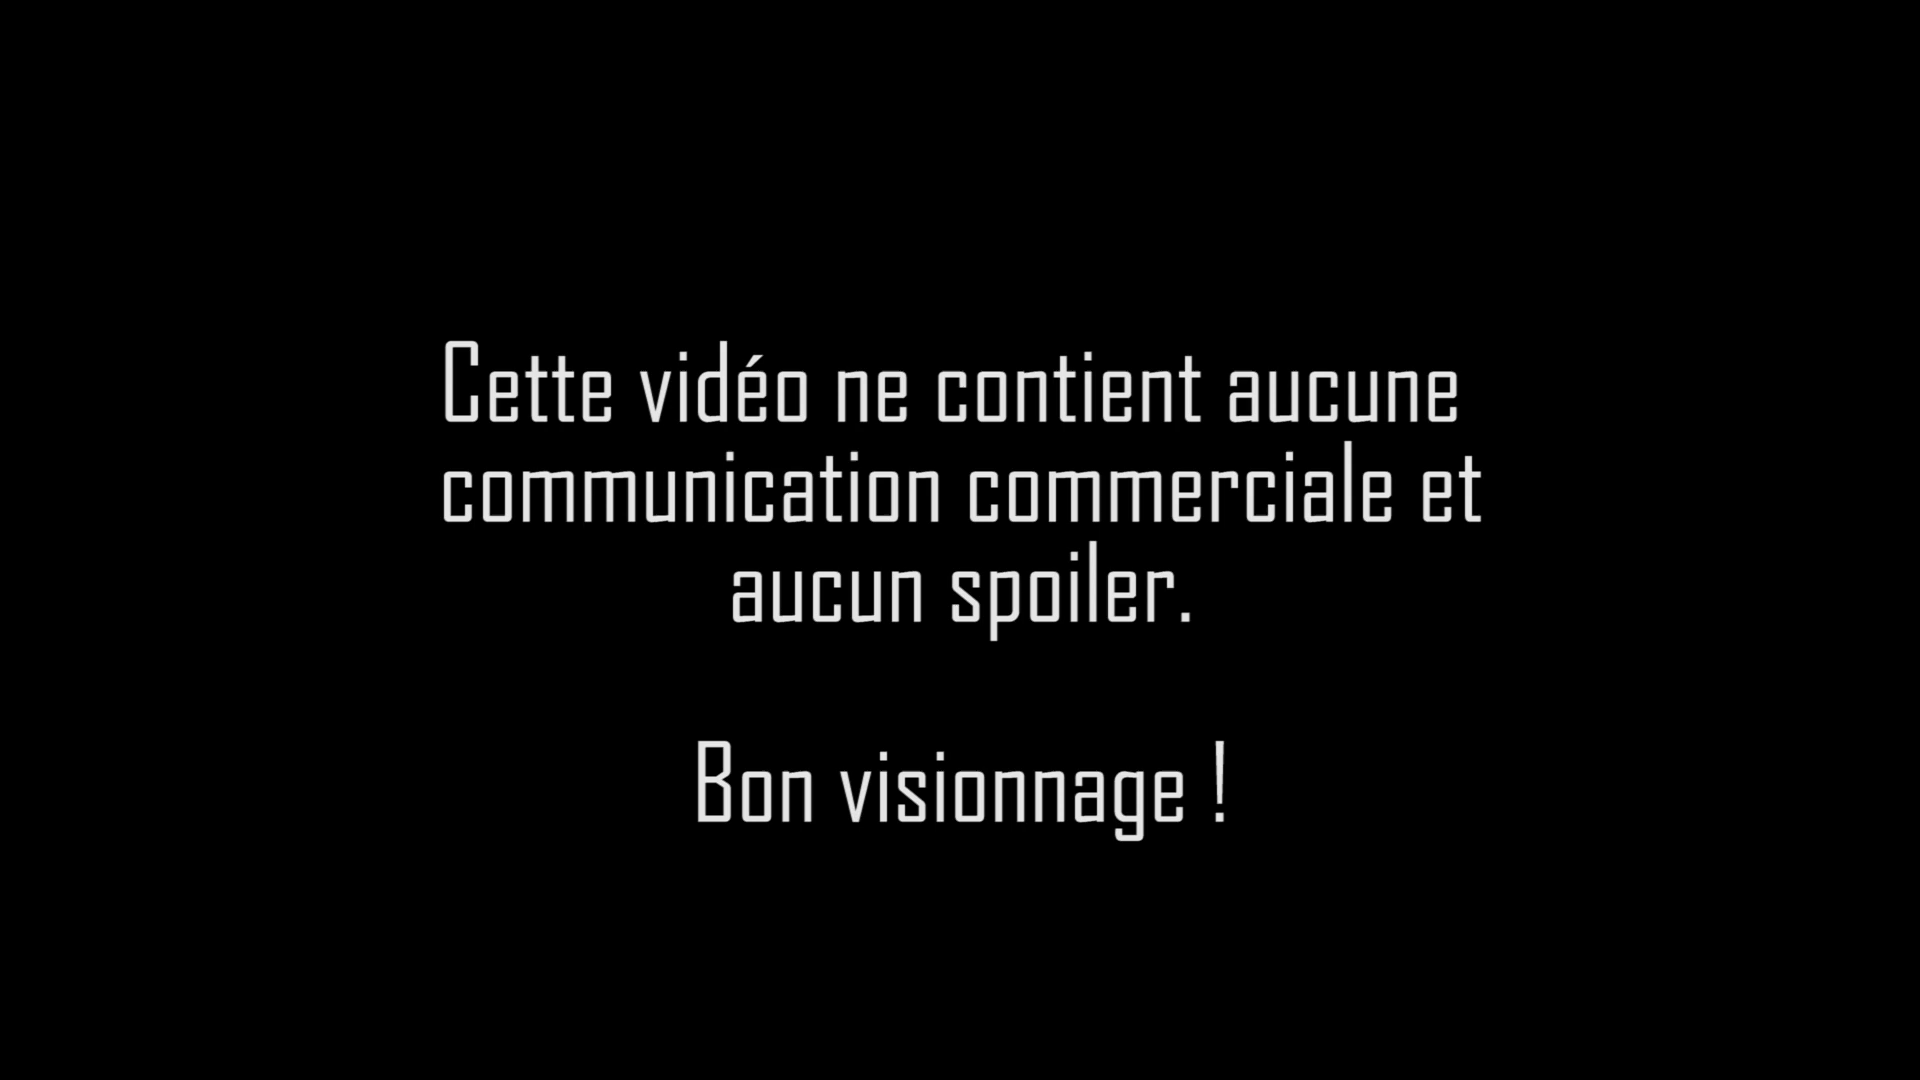 Cette vidéo ne contient aucune
communication commerciale et
aucun spoiler.
Bon visionnage !